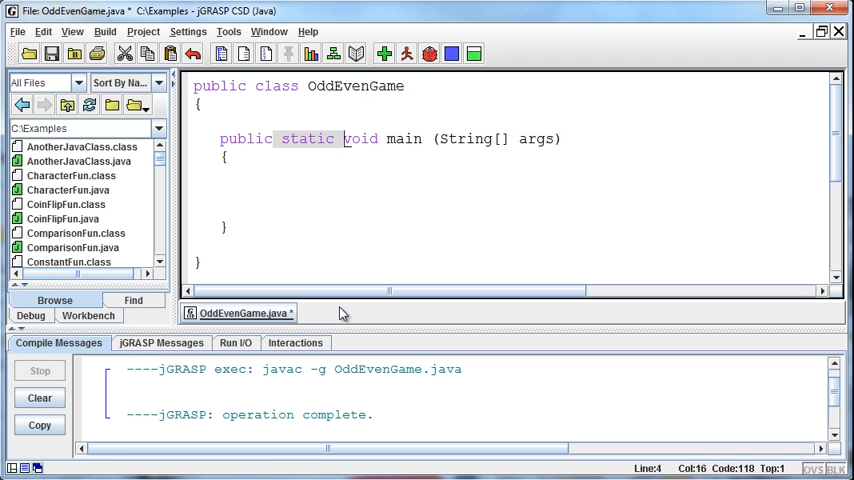 File: OddEvenGame.java *  C:\Examples - jGRASP CSD (Java)
File Edit View Build Project Settings Tools Window Help
All Files Sort By Na...
C:\Examples
AnotherJavaClass.class
AnotherJavaClass.java
CharacterFun.class
CharacterFun.java
CoinFlipFun.class
CoinFlipFun.java
ComparisonFun.class
ComparisonFun.java
ConstantFun.class
Browse Find
Debug Workbench
public class OddEvenGame
{
public static void main (String[] args)
{
}
}
OddEvenGame.java *
Compile Messages jGRASP Messages Run I/O Interactions
Stop
Clear
Copy
----jGRASP exec: javac -g OddEvenGame.java
----jGRASP: operation complete.
Line:4 Col:16 Code:118 Top:1 OVS BLK